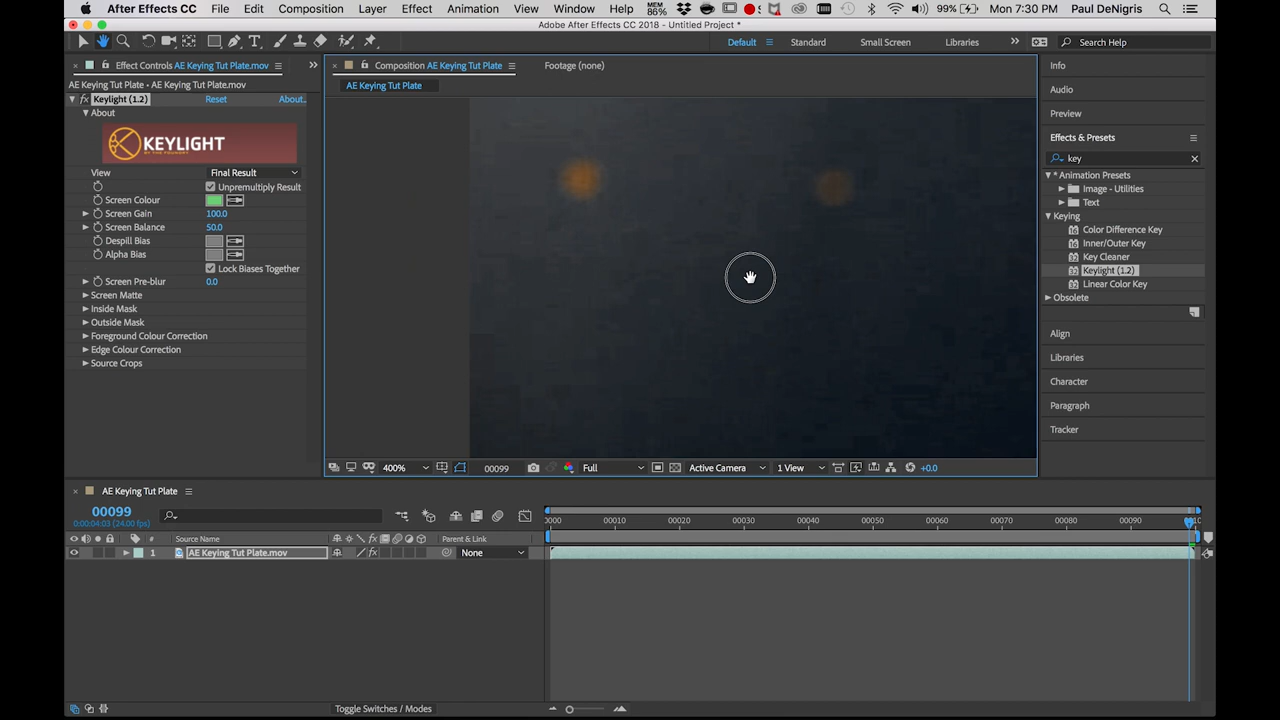 After Effects CC File Edit Composition Layer Effect Animation View Window Help MEM 86% 99% Mon 7:30 PM Paul DeNigris
Adobe After Effects CC 2018 - Untitled Project *
Default Standard Small Screen Libraries Search Help
Effect Controls AE Keying Tut Plate.mov
AE Keying Tut Plate • AE Keying Tut Plate.mov
Keylight (1.2) Reset About..
About
KEYLIGHT
BY THE FOUNDRY
View Final Result
Unpremultiply Result
Screen Colour
Screen Gain 100.0
Screen Balance 50.0
Despill Bias
Alpha Bias
Lock Biases Together
Screen Pre-blur 0.0
Screen Matte
Inside Mask
Outside Mask
Foreground Colour Correction
Edge Colour Correction
Source Crops
Composition AE Keying Tut Plate Footage (none)
AE Keying Tut Plate
400% 00099 Full Active Camera 1 View +0.0
Info
Audio
Preview
Effects & Presets
key
* Animation Presets
Image - Utilities
Text
Keying
Color Difference Key
Inner/Outer Key
Key Cleaner
Keylight (1.2)
Linear Color Key
Obsolete
Align
Libraries
Character
Paragraph
Tracker
AE Keying Tut Plate
00099
0:00:04:03 (24.00 fps)
0000 00010 00020 00030 00040 00050 00060 00070 00080 00090 10
# Source Name Parent & Link
1 AE Keying Tut Plate.mov None
Toggle Switches / Modes